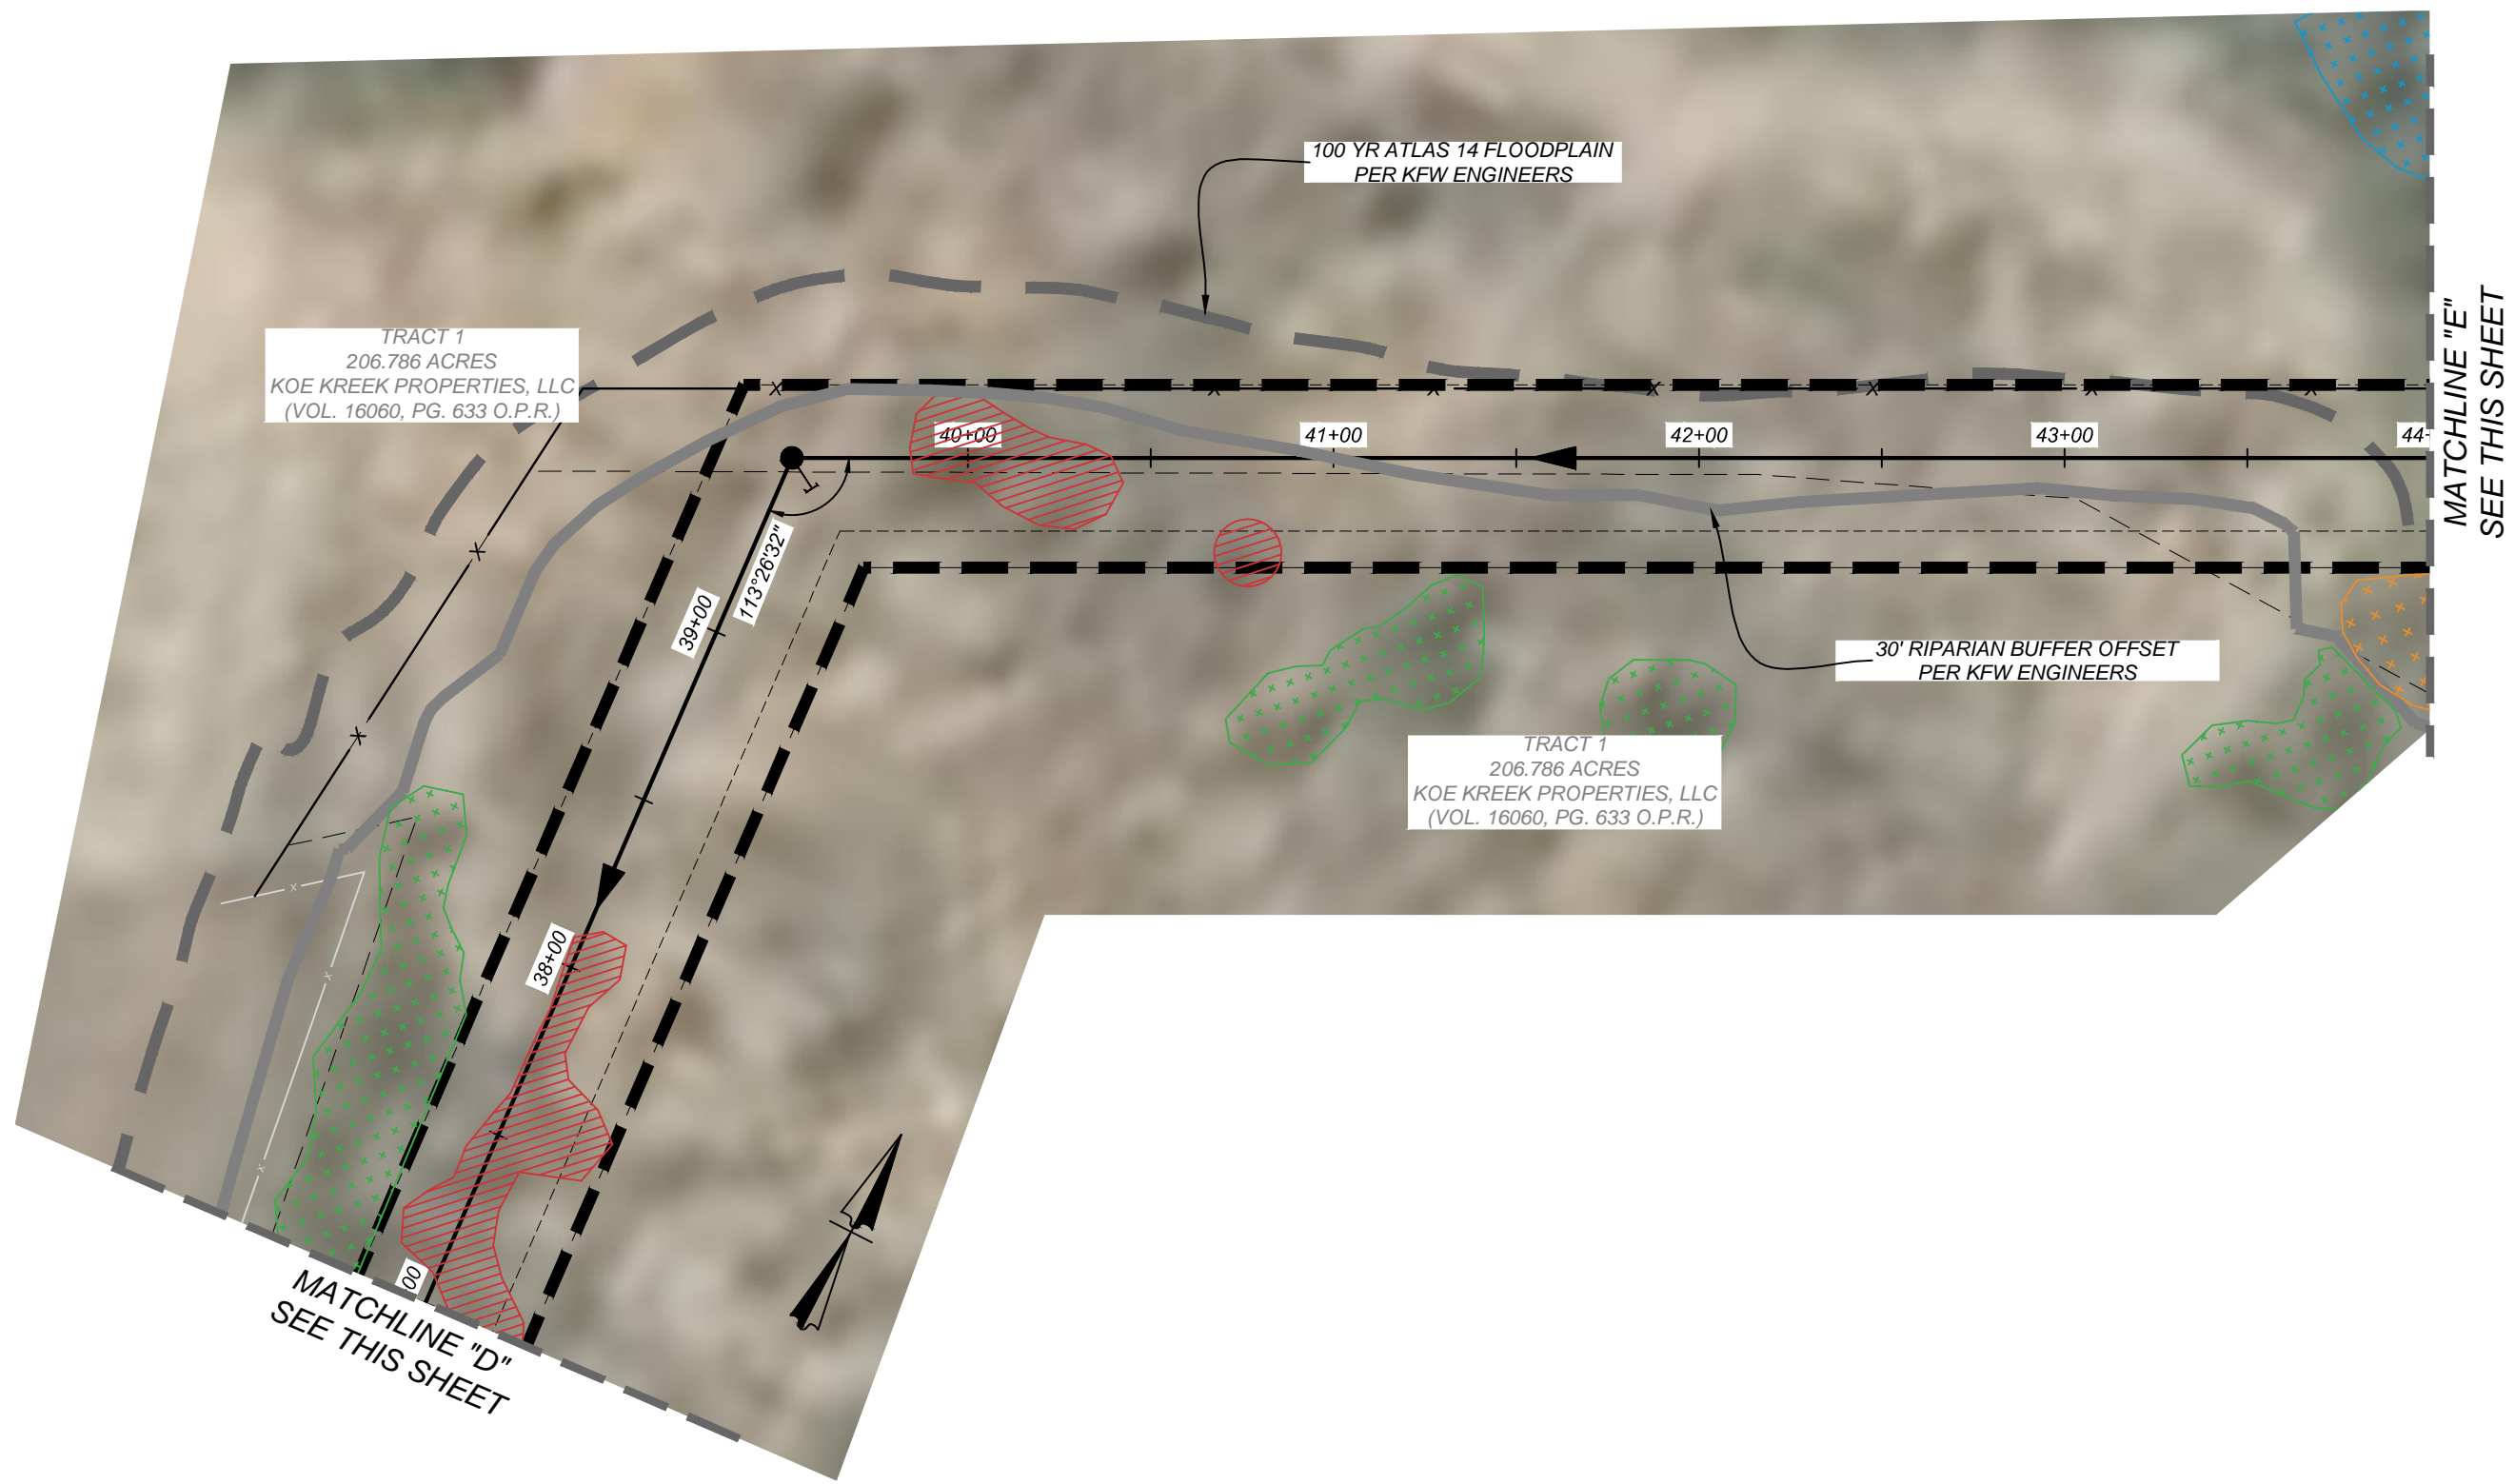 100 YR ATLAS 14 FLOODPLAIN
PER KFW ENGINEERS
TRACT 1
206.786 ACRES
KOE KREEK PROPERTIES, LLC
(VOL. 16060, PG. 633 O.P.R.)
40+00
41+00
42+00
43+00
44+
MATCHLINE "E"
SEE THIS SHEET
113°26'32"
39+00
30' RIPARIAN BUFFER OFFSET
PER KFW ENGINEERS
TRACT 1
206.786 ACRES
KOE KREEK PROPERTIES, LLC
(VOL. 16060, PG. 633 O.P.R.)
38+00
00
MATCHLINE "D"
SEE THIS SHEET